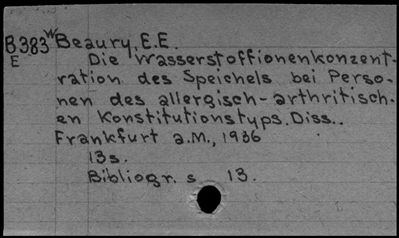 B383W Beaury, E.E.
E Die Wasserstoffionenkonzent-
ration des Speichels bei Perso-
nen des allergisch-arthritisch-
en Konstitutionstyps. Diss..
Frankfurt a.M., 1936
13s.
Bibliogr. s 13.